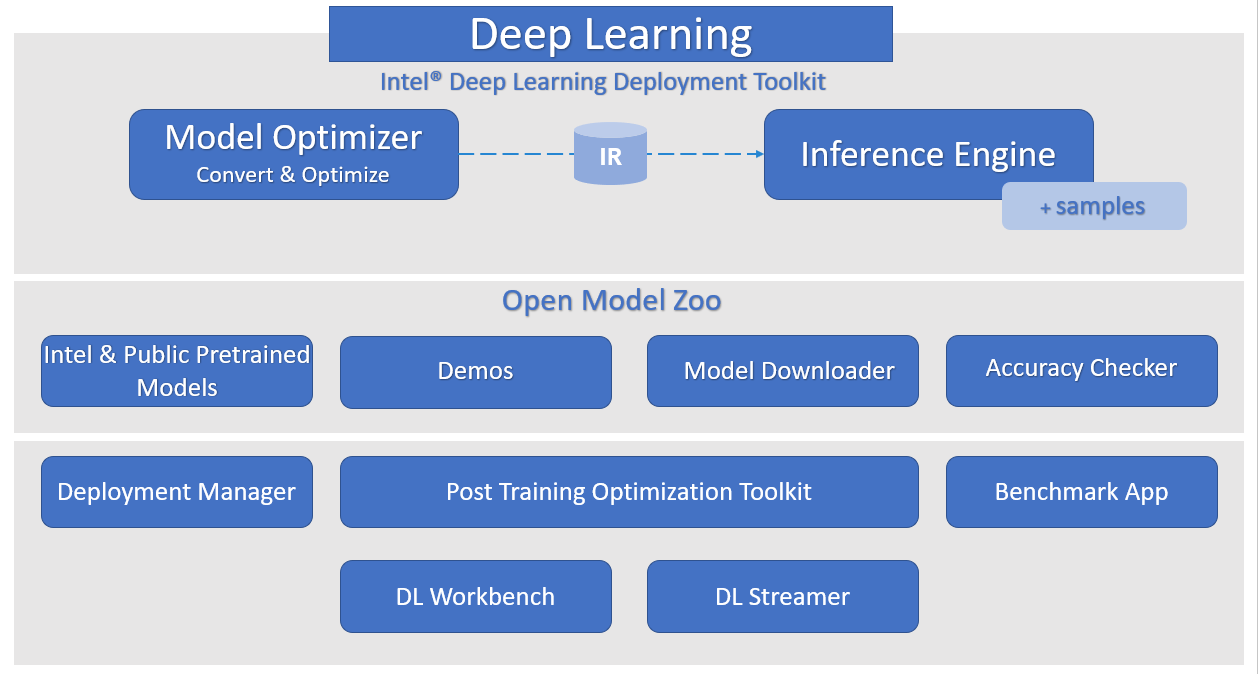 Deep Learning
Intel® Deep Learning Deployment Toolkit
Model Optimizer
Convert & Optimize
IR
Inference Engine
+ samples
Open Model Zoo
Intel & Public Pretrained
Models
Demos
Model Downloader
Accuracy Checker
Deployment Manager
Post Training Optimization Toolkit
Benchmark App
DL Workbench
DL Streamer